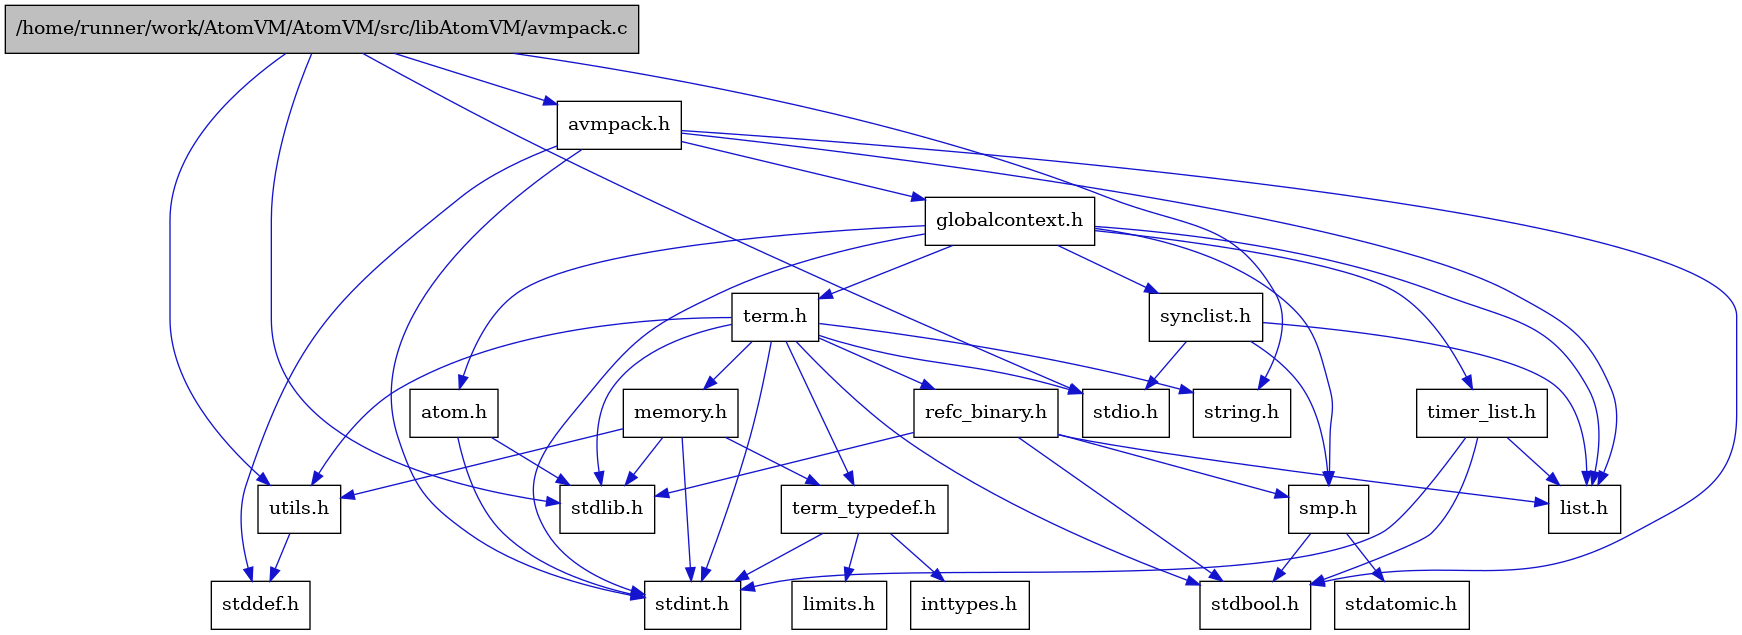 /home/runner/work/AtomVM/AtomVM/src/libAtomVM/avmpack.c
avmpack.h
globalcontext.h
term.h
synclist.h
atom.h
memory.h
refc_binary.h
stdio.h
string.h
timer_list.h
utils.h
stdlib.h
term_typedef.h
smp.h
list.h
stddef.h
stdint.h
limits.h
inttypes.h
stdbool.h
stdatomic.h